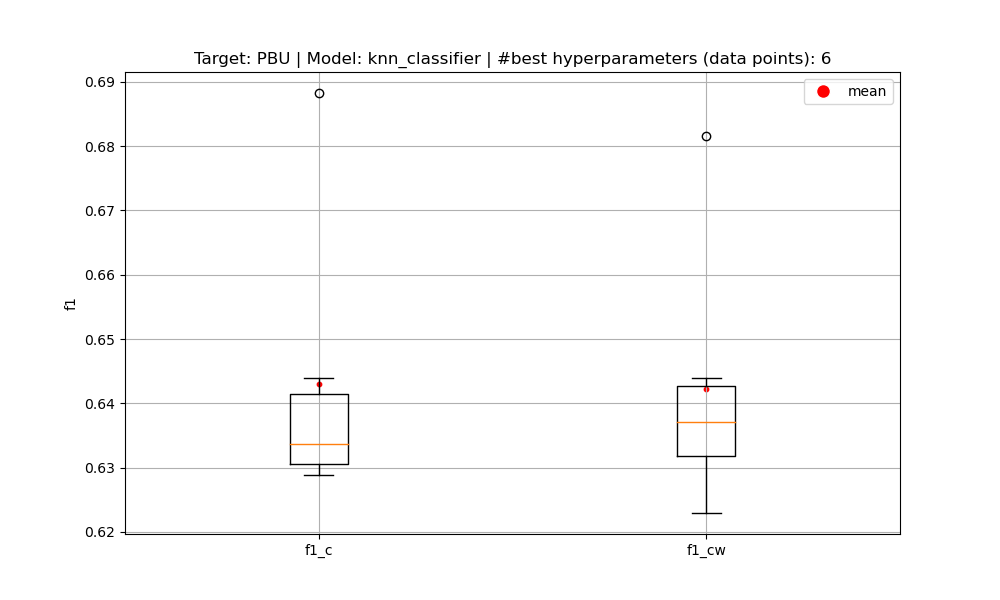 Target: PBU | Model: knn_classifier | #best hyperparameters (data points): 6
mean
0.69
0.68
0.67
0.66
0.65
0.64
0.63
0.62
f1
f1_c
f1_cw